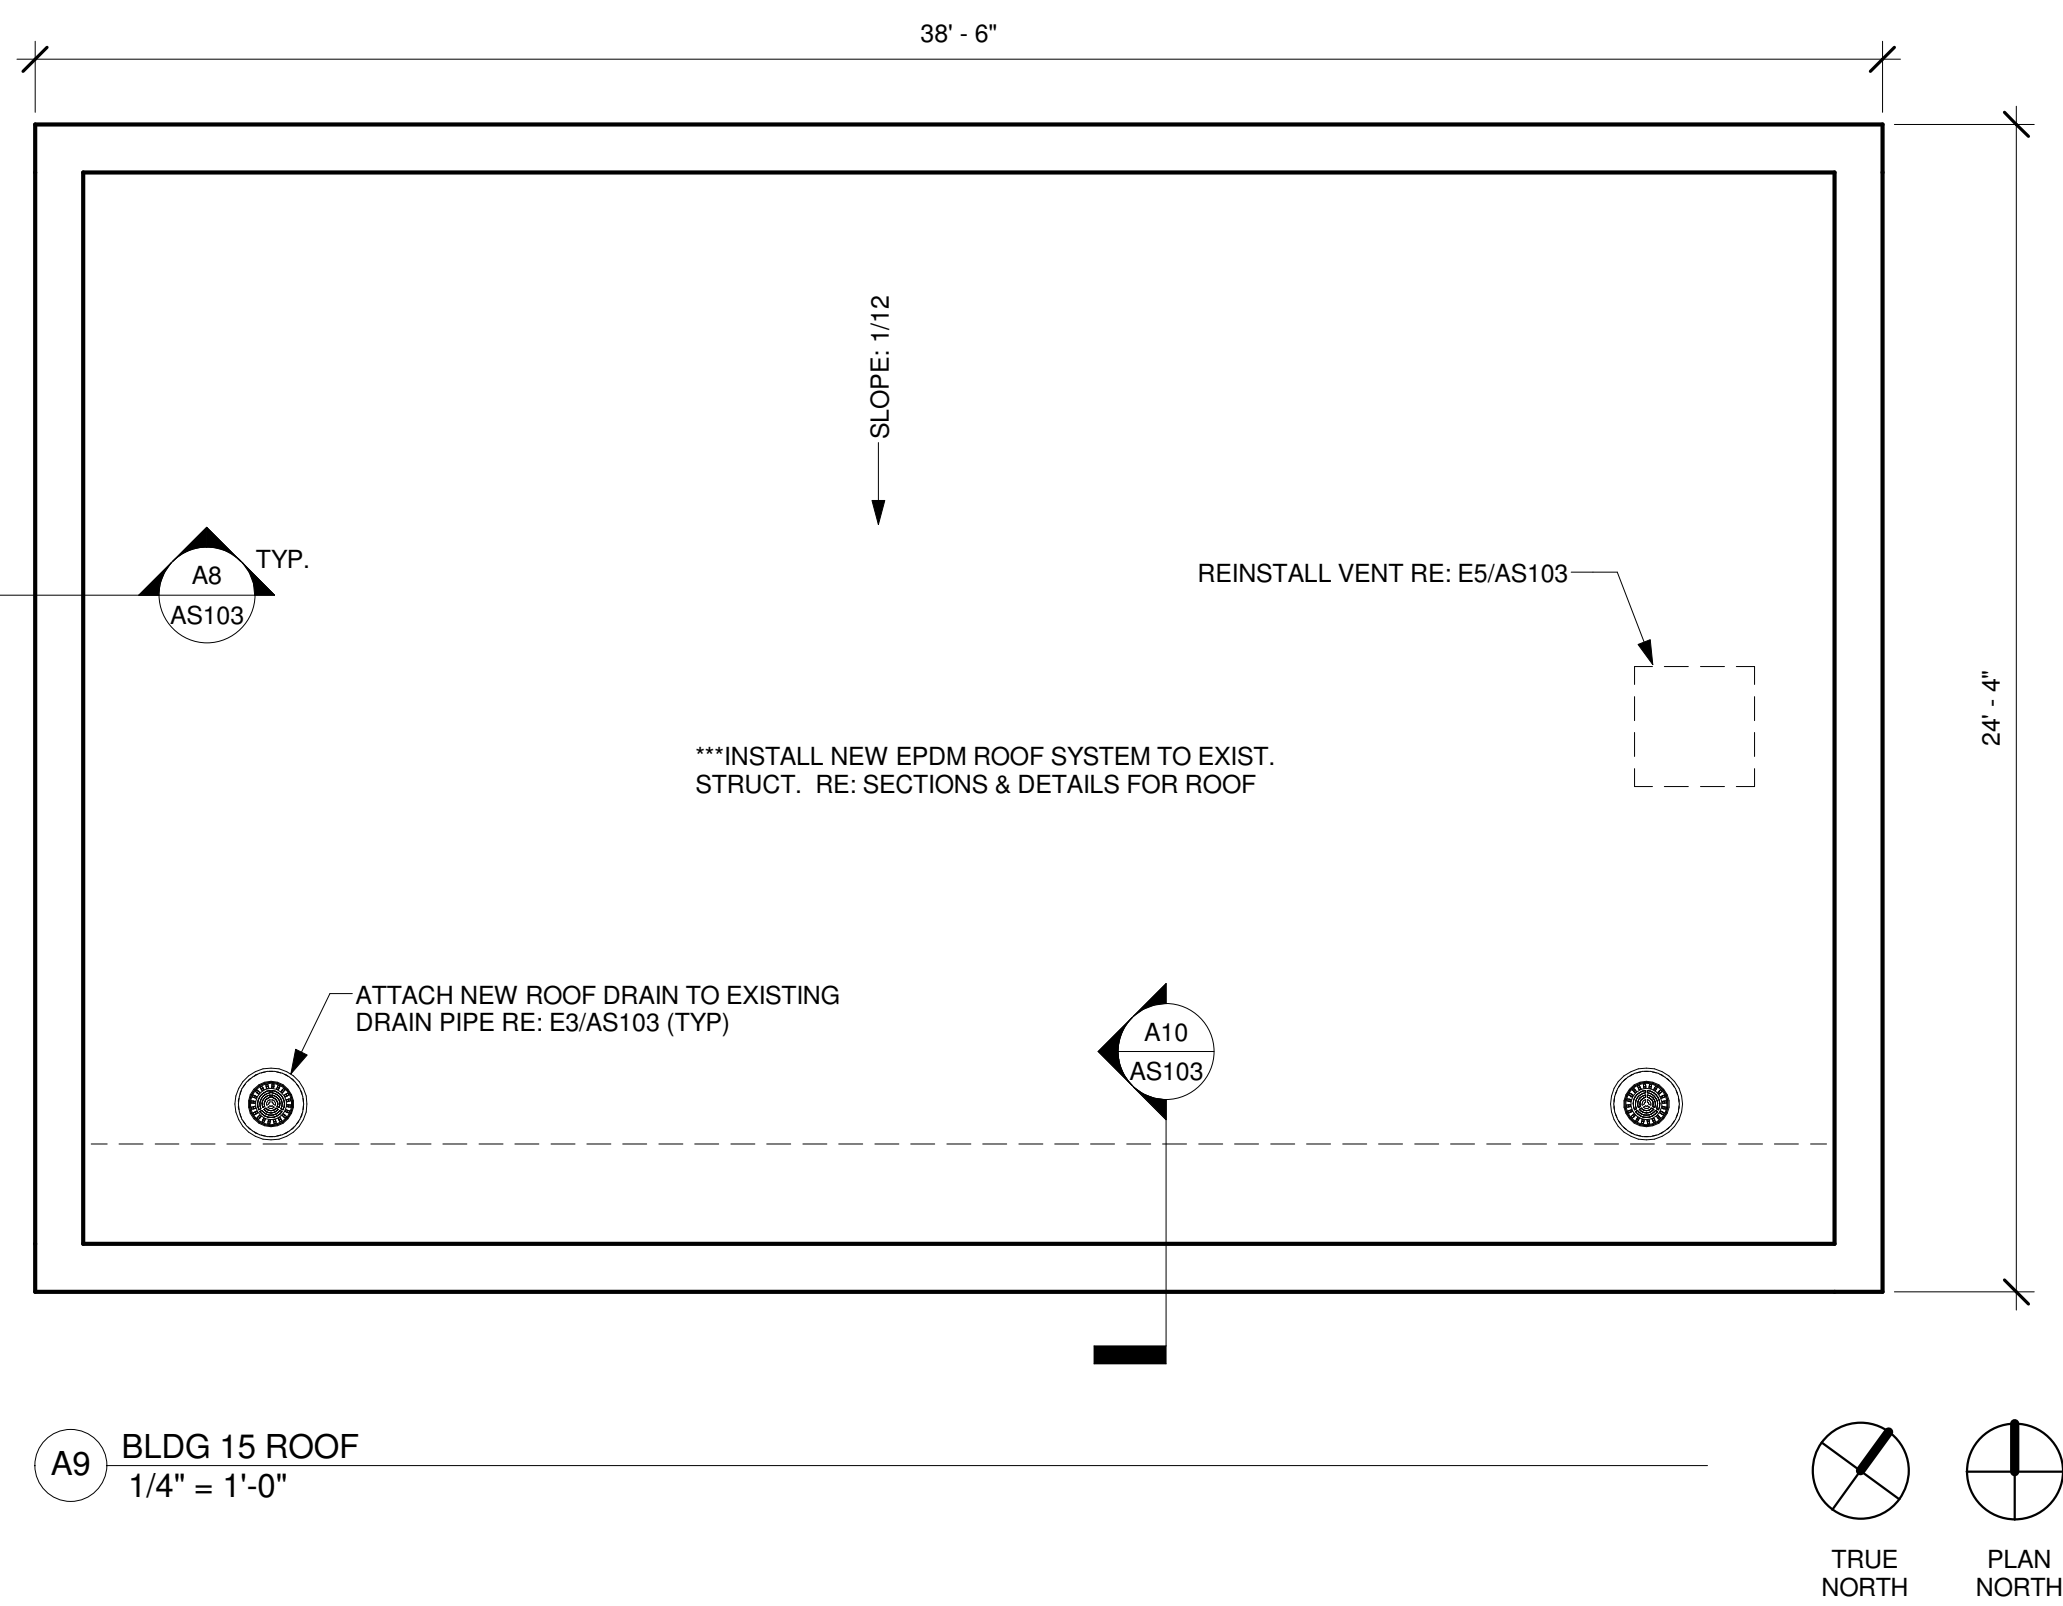 38' - 6"
SLOPE: 1/12
A8
AS103
TYP.
REINSTALL VENT RE: E5/AS103
24' - 4"
***INSTALL NEW EPDM ROOF SYSTEM TO EXIST.
STRUCT.  RE: SECTIONS & DETAILS FOR ROOF
ATTACH NEW ROOF DRAIN TO EXISTING
DRAIN PIPE RE: E3/AS103 (TYP)
A10
AS103
A9
BLDG 15 ROOF
1/4" = 1'-0"
TRUE
NORTH
PLAN
NORTH